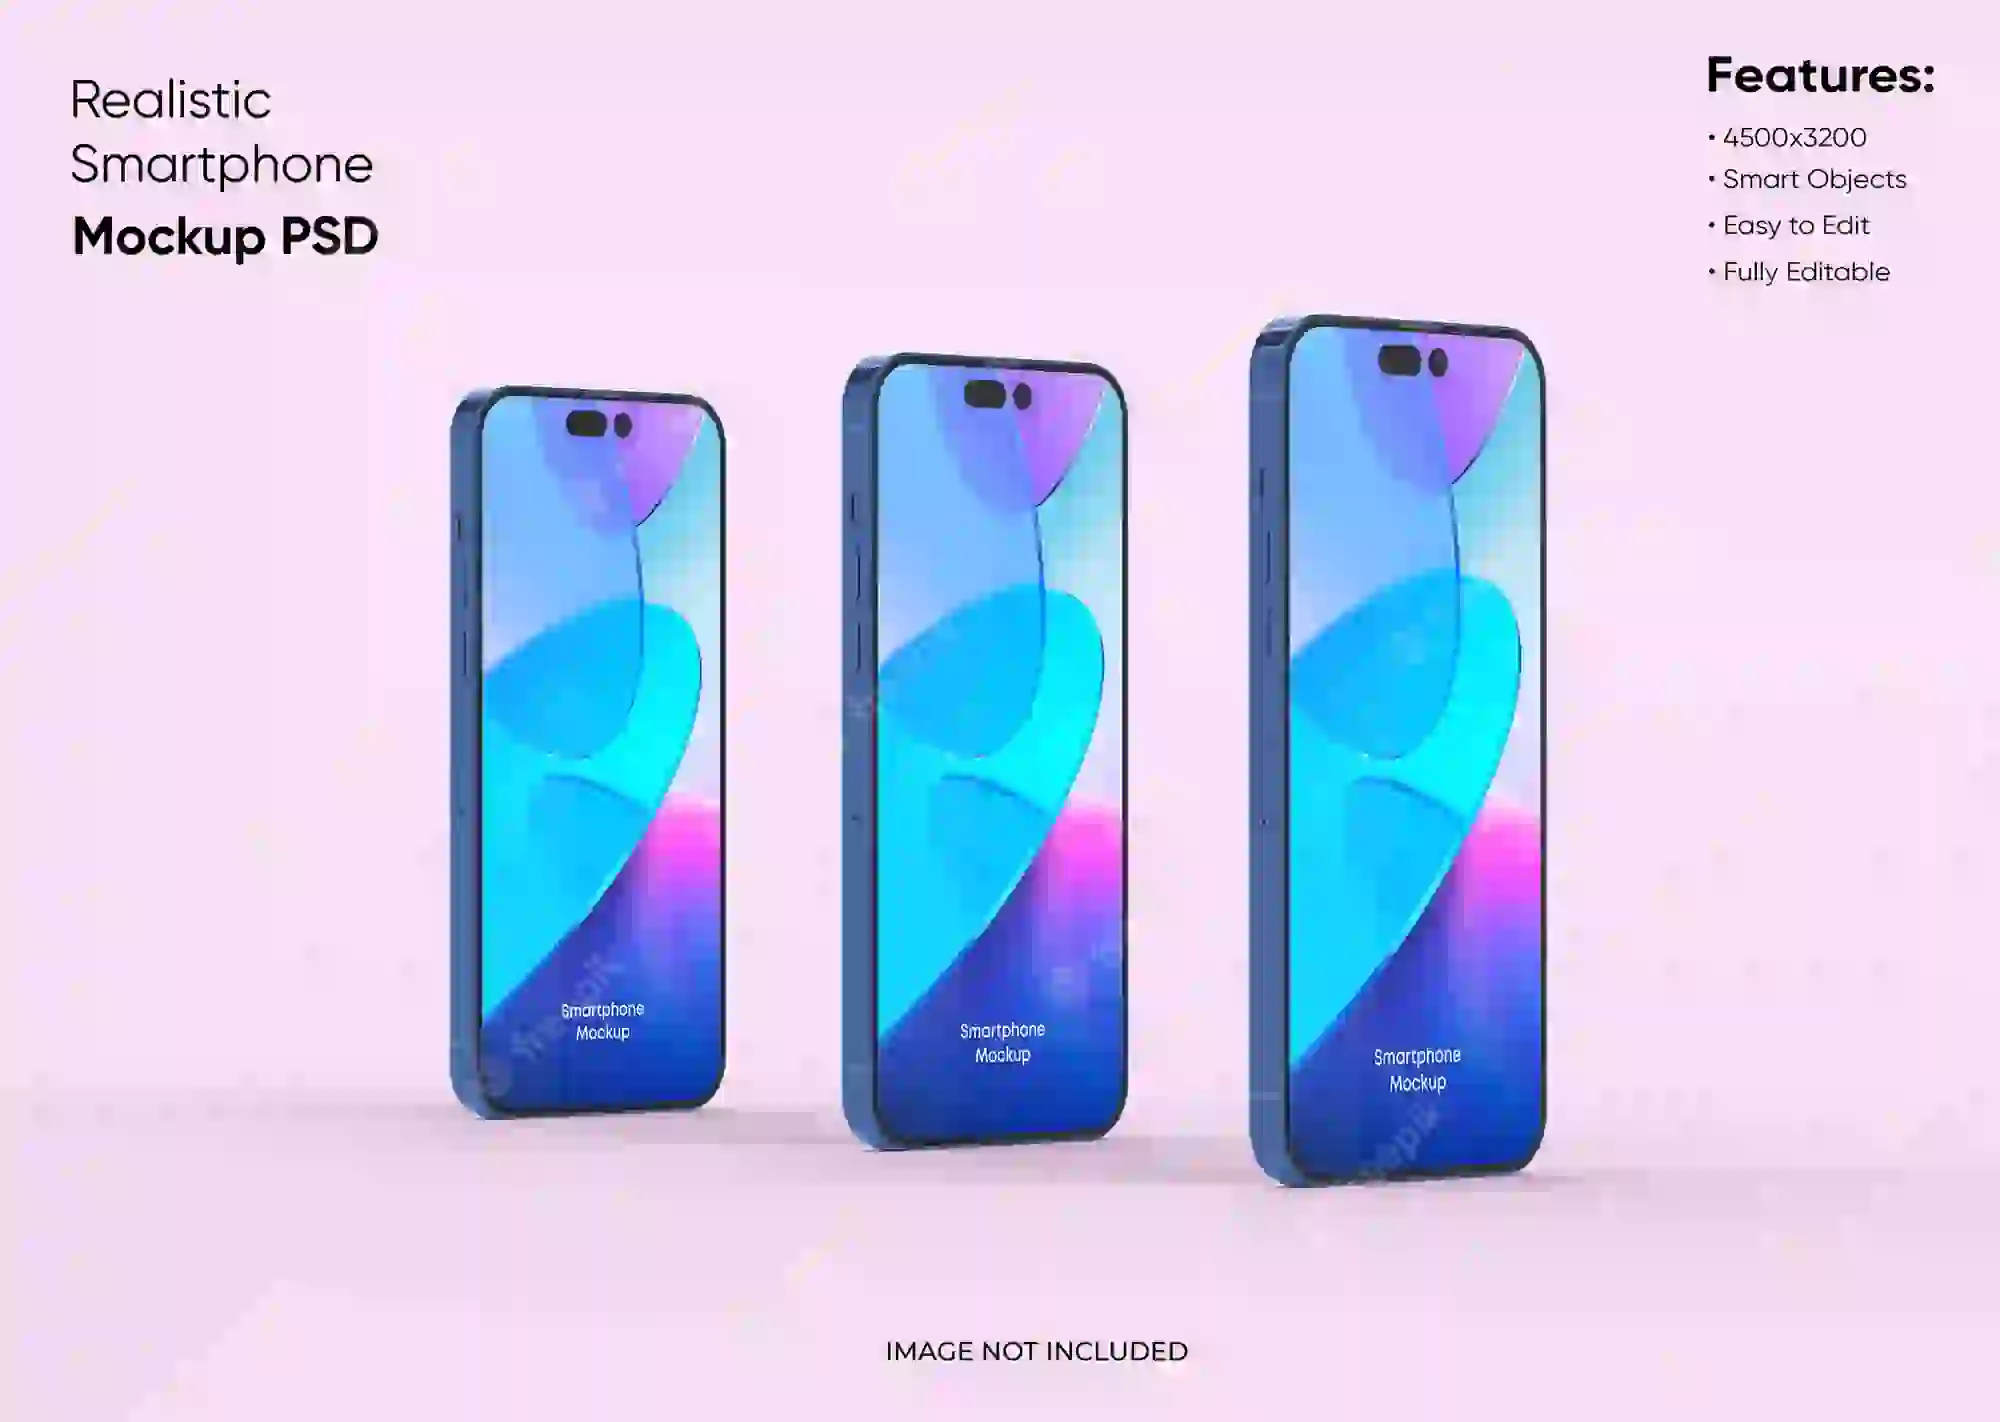 Realistic
Smartphone
Mockup PSD
Features:
• 4500x3200
• Smart Objects
• Easy to Edit
• Fully Editable
Smartphone
Mockup
Smartphone
Mockup
Smartphone
Mockup
IMAGE NOT INCLUDED